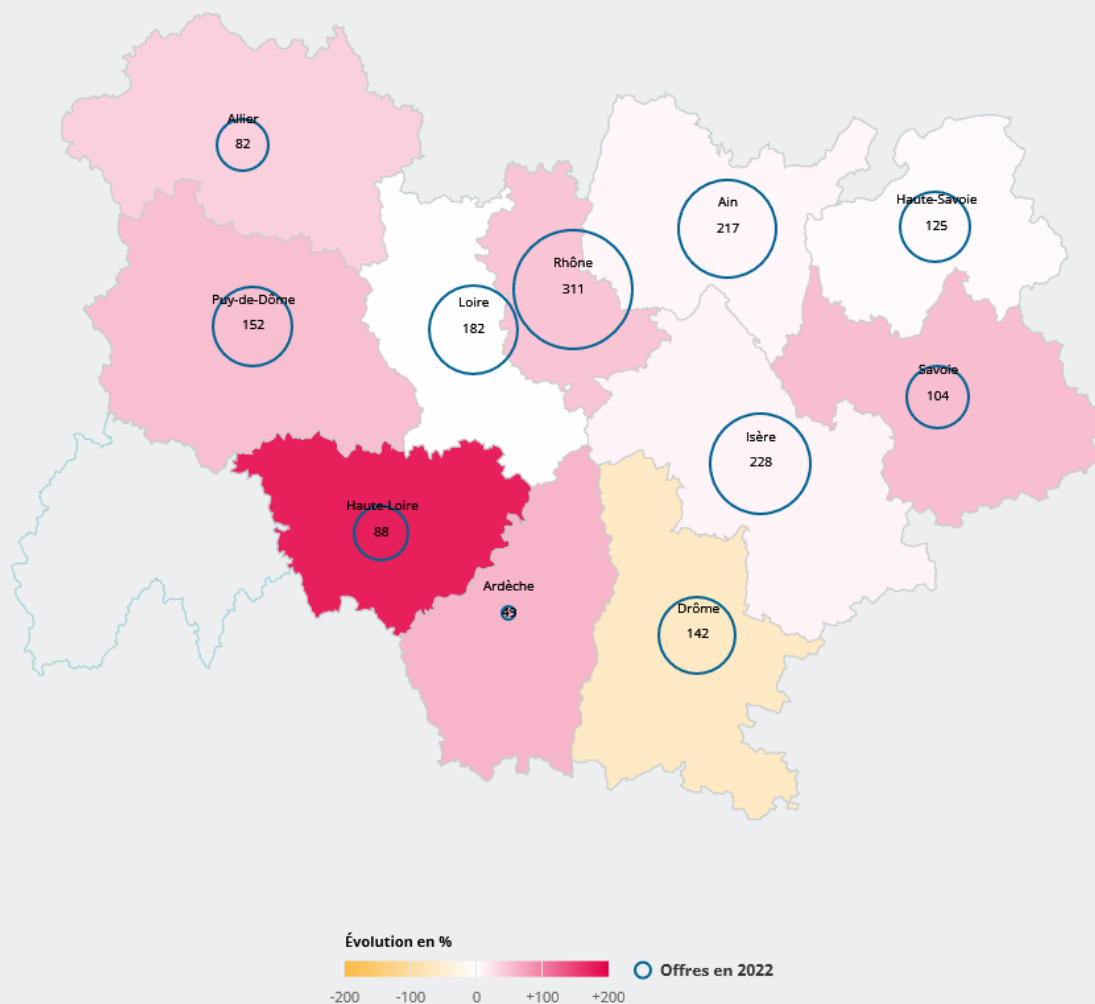 Allier
82
Ain
217
Haute-Savoie
125
Rhône
311
Puy-de-Dôme
152
Loire
182
Savoie
104
Isère
228
Haute-Loire
88
Ardèche
49
Drôme
142
Évolution en %
Offres en 2022
-200 -100 0 +100 +200